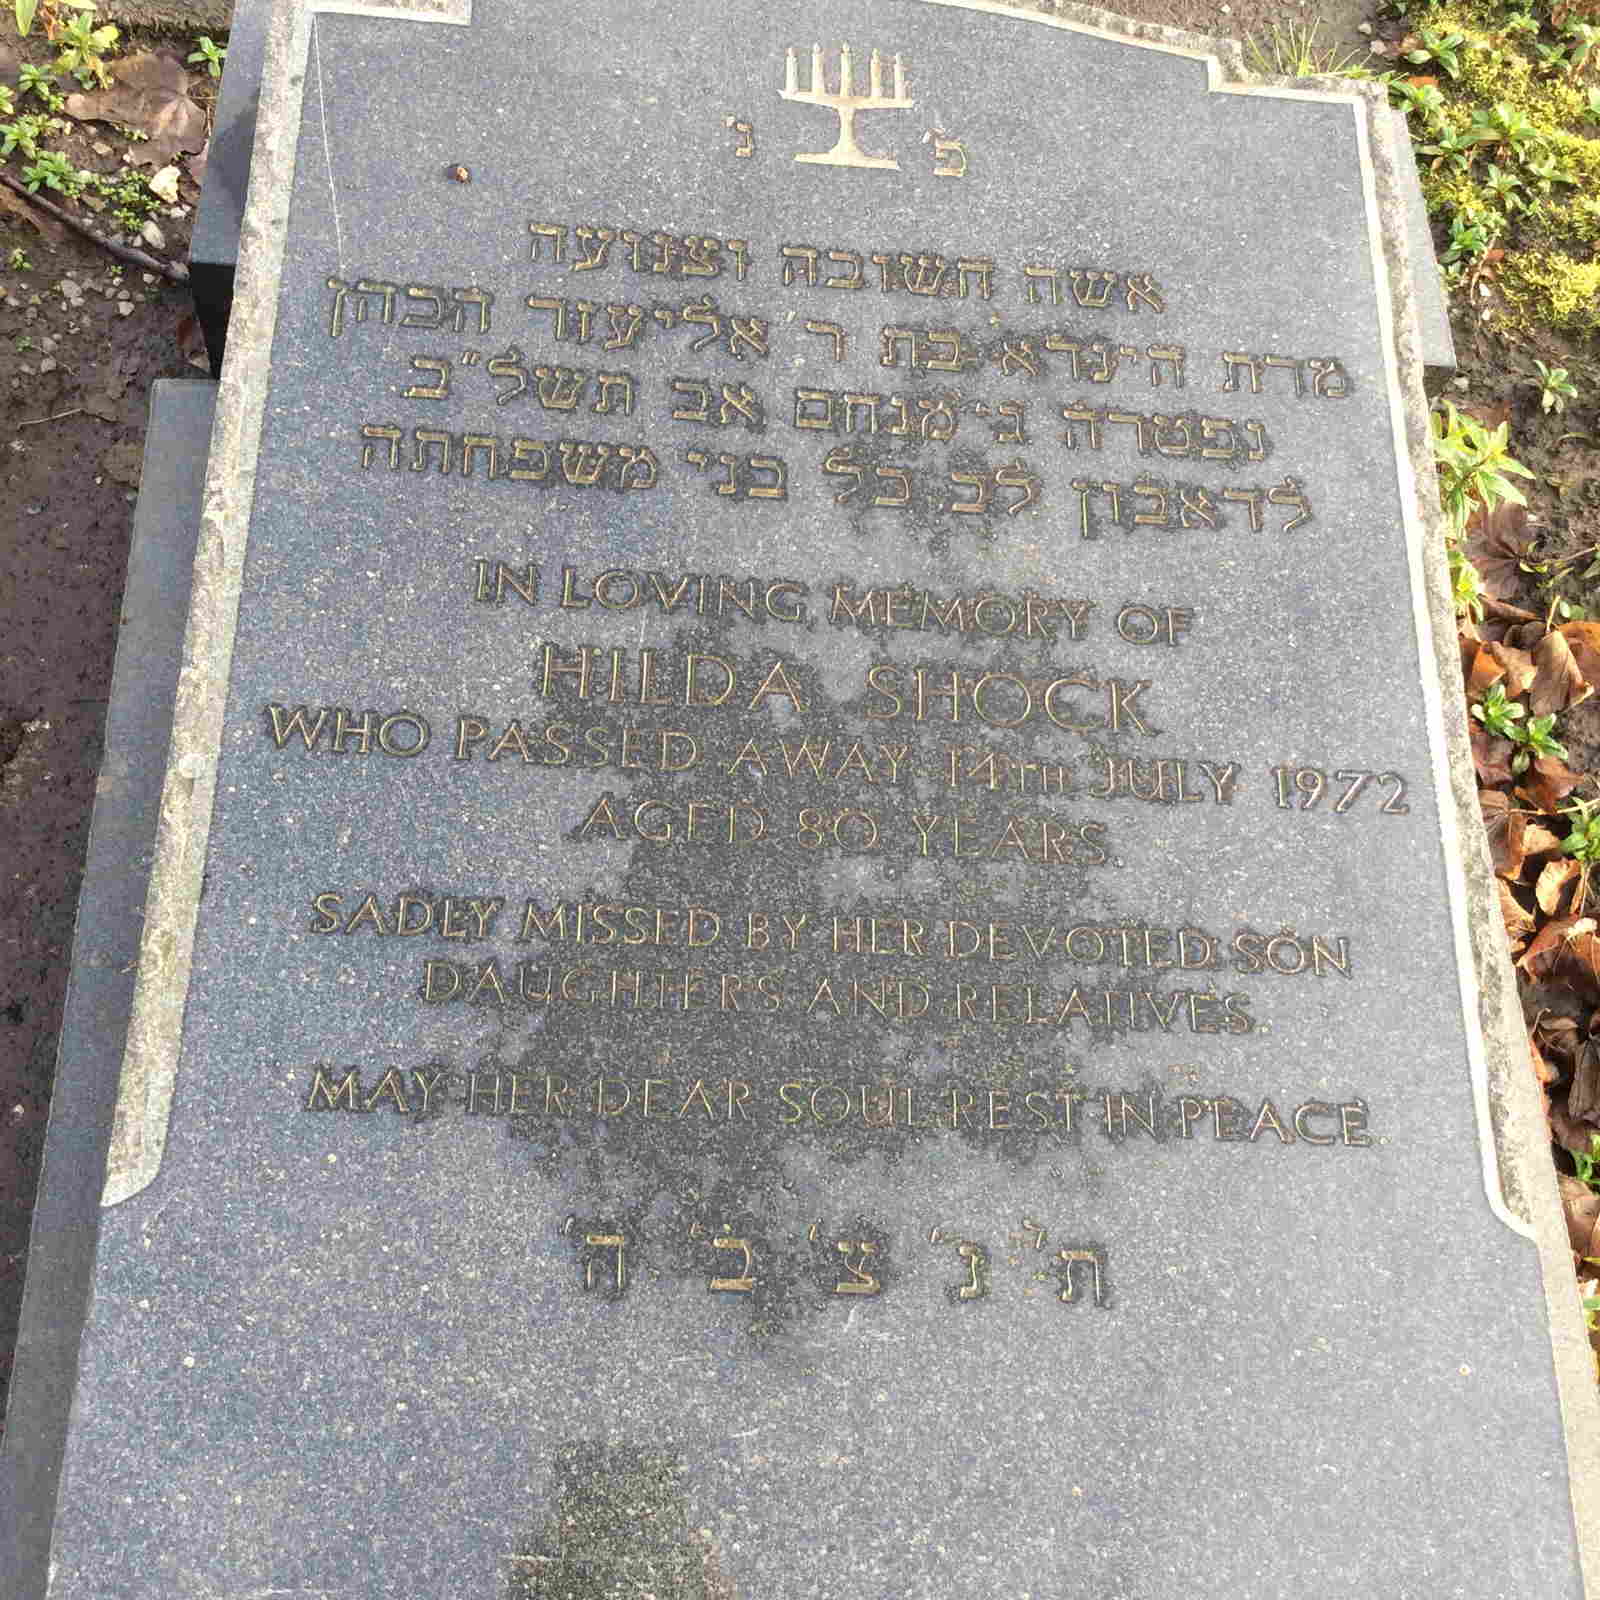 פ' נ'
אשה חשובה וצנועה
מרת הינדא בת ר' אליעזר הכהן
נפטרה ג' מנחם אב תשל"ב
לדאבון לב כל בני משפחתה
IN LOVING MEMORY OF
HILDA SHOCK
WHO PASSED AWAY 14TH JULY 1972
AGED 80 YEARS.
SADLY MISSED BY HER DEVOTED SON
DAUGHTERS AND RELATIVES.
MAY HER DEAR SOUL REST IN PEACE.
ת' נ' צ' ב' ה'